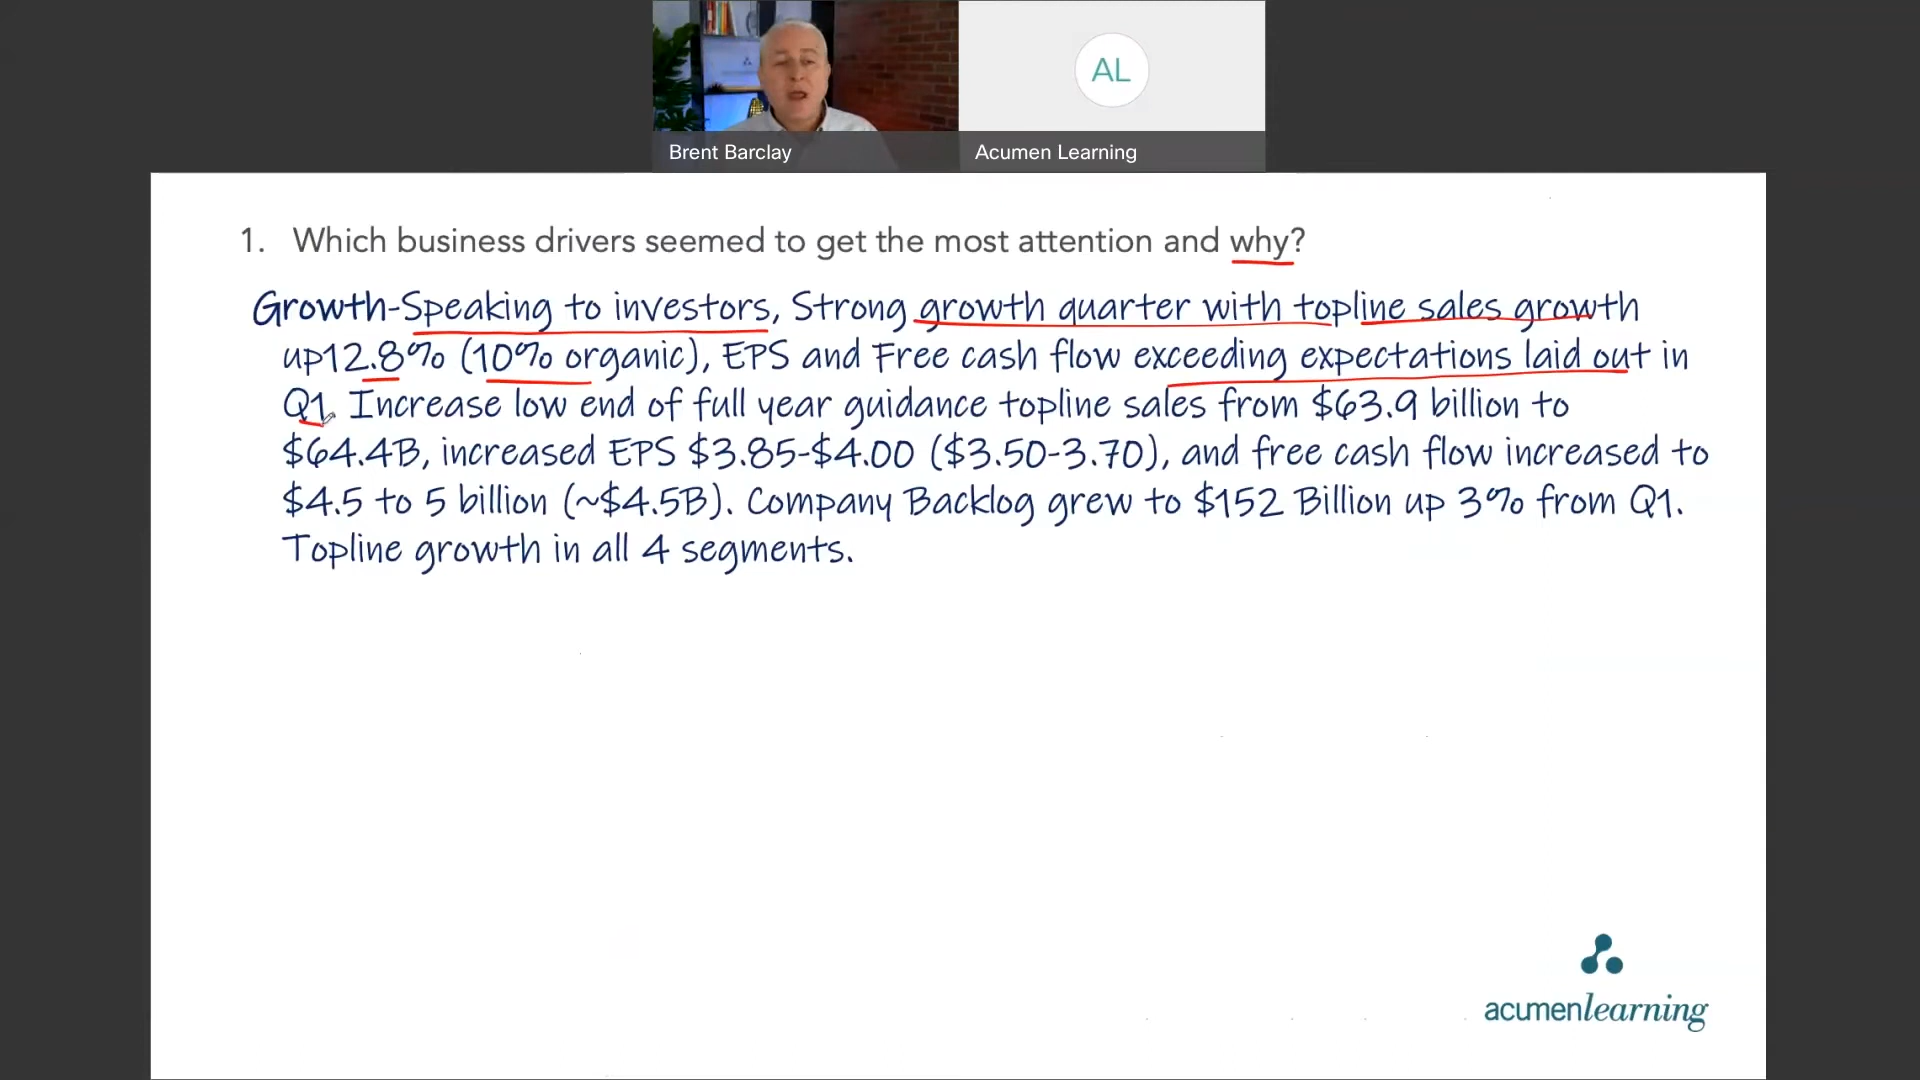 AL
Brent Barclay
Acumen Learning
1. Which business drivers seemed to get the most attention and why?
Growth-Speaking to investors, Strong growth quarter with topline sales growth
up12.8% (10% organic), EPS and Free cash flow exceeding expectations laid out in
Q1. Increase low end of full year guidance topline sales from $63.9 billion to
$64.4B, increased EPS $3.85-$4.00 ($3.50-3.70), and free cash flow increased to
$4.5 to 5 billion (~$4.5B). Company Backlog grew to $152 Billion up 3% from Q1.
Topline growth in all 4 segments.
acumenlearning